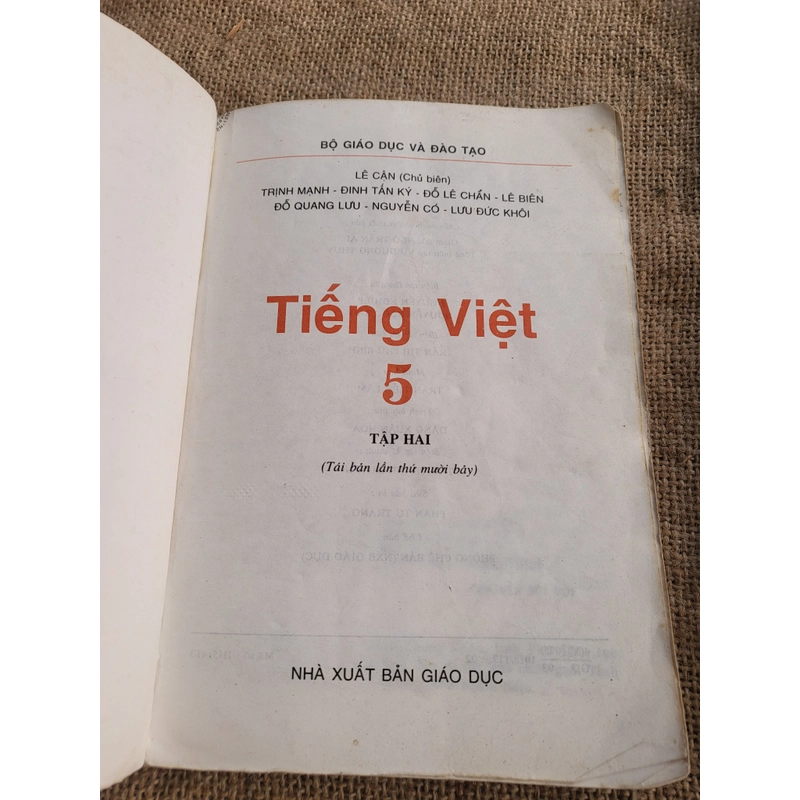 BỘ GIÁO DỤC VÀ ĐÀO TẠO
LÊ CẬN (Chủ biên)
TRỊNH MẠNH - ĐINH TẤN KÝ - ĐỖ LÊ CHẨN - LÊ BIÊN
ĐỖ QUANG LƯU - NGUYỄN CÓ - LƯU ĐỨC KHÔI
Tiếng Việt
5
TẬP HAI
(Tái bản lần thứ mười bảy)
NHÀ XUẤT BẢN GIÁO DỤC